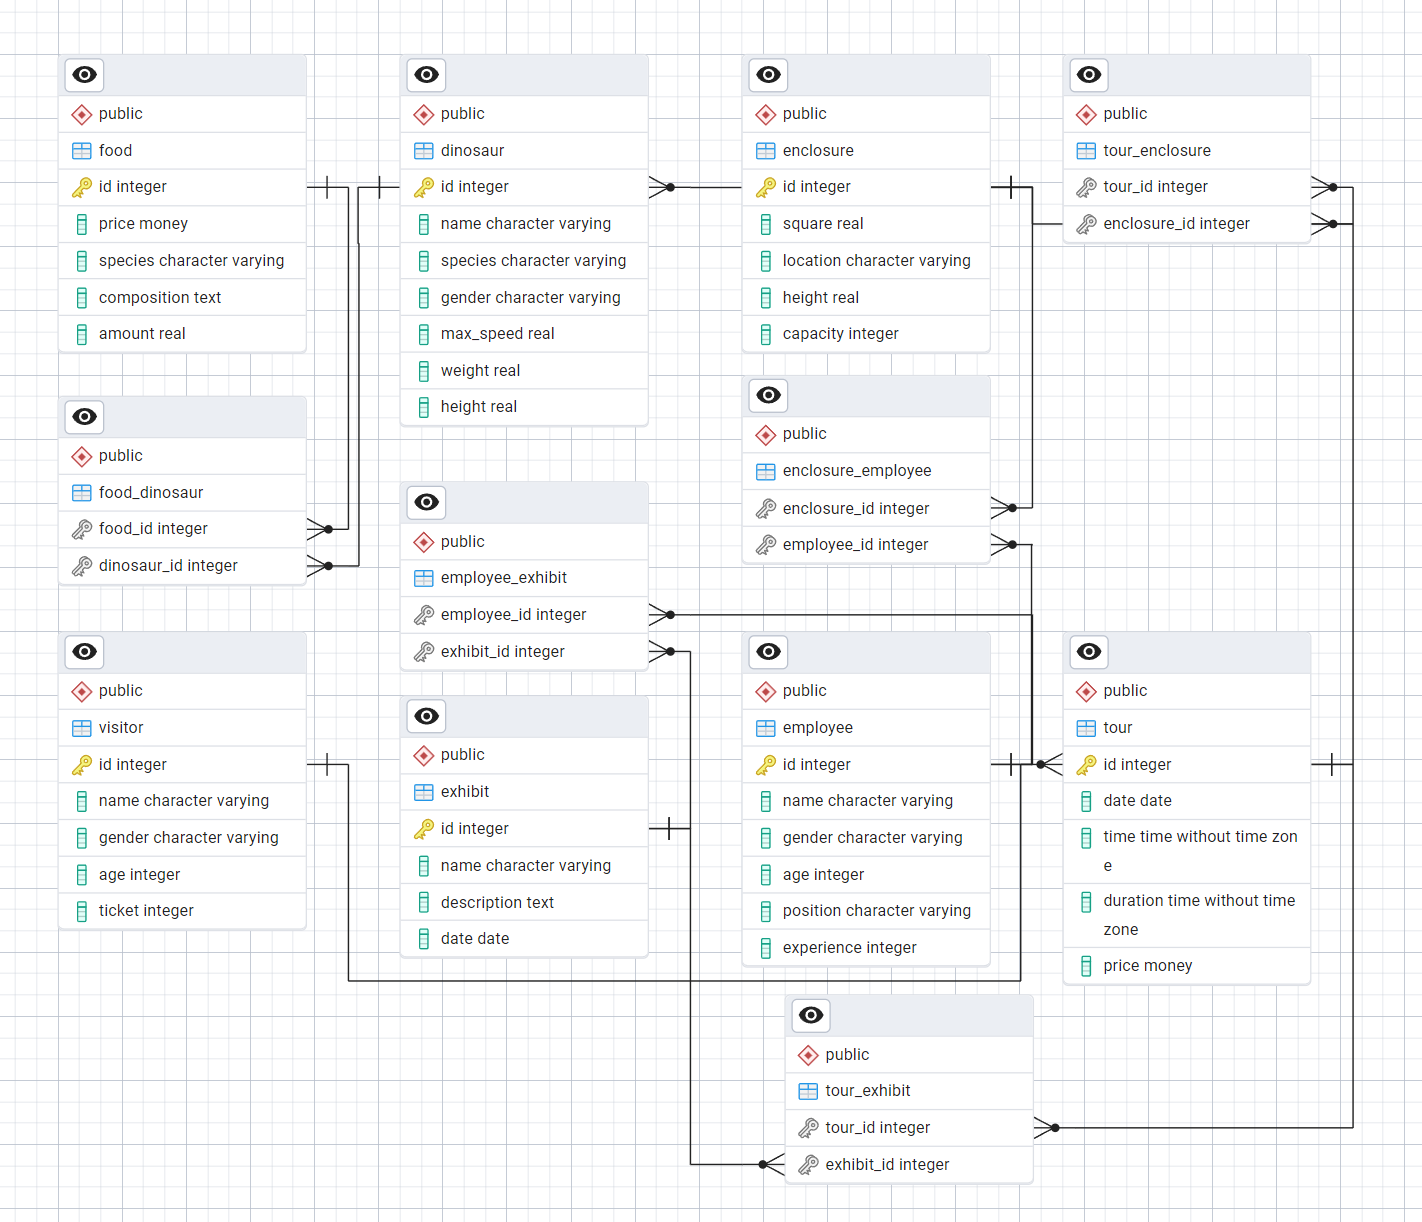 public
food
id integer
price money
species character varying
composition text
amount real
public
dinosaur
id integer
name character varying
species character varying
gender character varying
max_speed real
weight real
height real
public
enclosure
id integer
square real
location character varying
height real
capacity integer
public
tour_enclosure
tour_id integer
enclosure_id integer
public
food_dinosaur
food_id integer
dinosaur_id integer
public
employee_exhibit
employee_id integer
exhibit_id integer
public
enclosure_employee
enclosure_id integer
employee_id integer
public
visitor
id integer
name character varying
gender character varying
age integer
ticket integer
public
exhibit
id integer
name character varying
description text
date date
public
employee
id integer
name character varying
gender character varying
age integer
position character varying
experience integer
public
tour
id integer
date date
time time without time zon
e
duration time without time
zone
price money
public
tour_exhibit
tour_id integer
exhibit_id integer